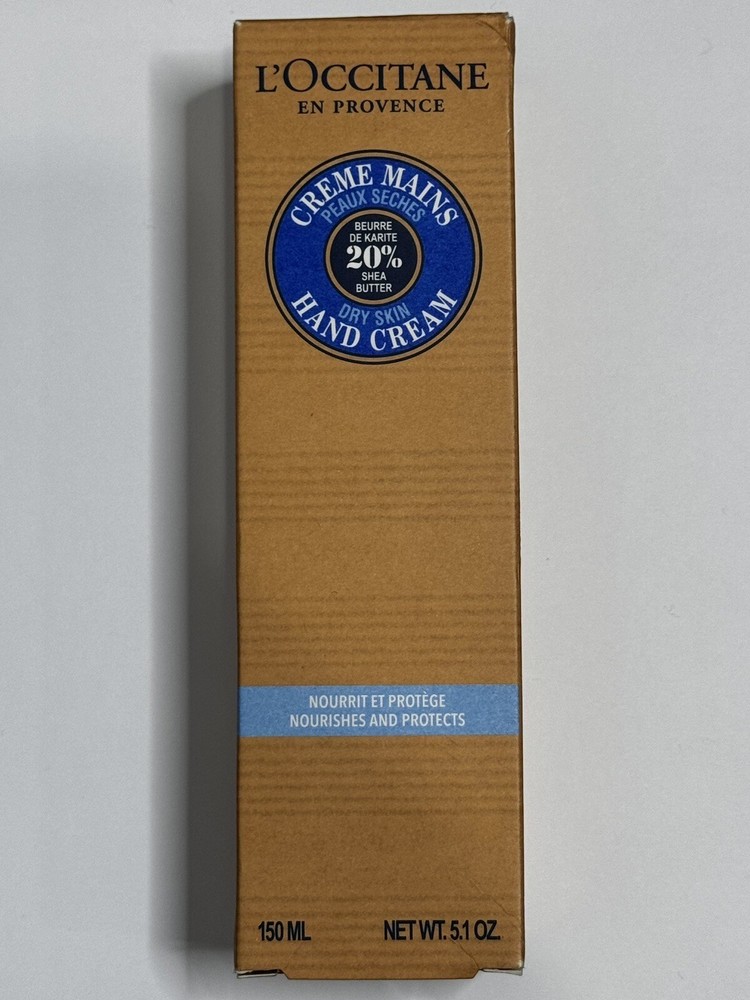 L'OCCITANE
EN PROVENCE
CREME MAINS
PEAUX SECHES
BEURRE
DE KARITE
20%
SHEA
BUTTER
DRY SKIN
HAND CREAM
NOURRIT ET PROTÈGE
NOURISHES AND PROTECTS
150 ML NET WT. 5.1 OZ.